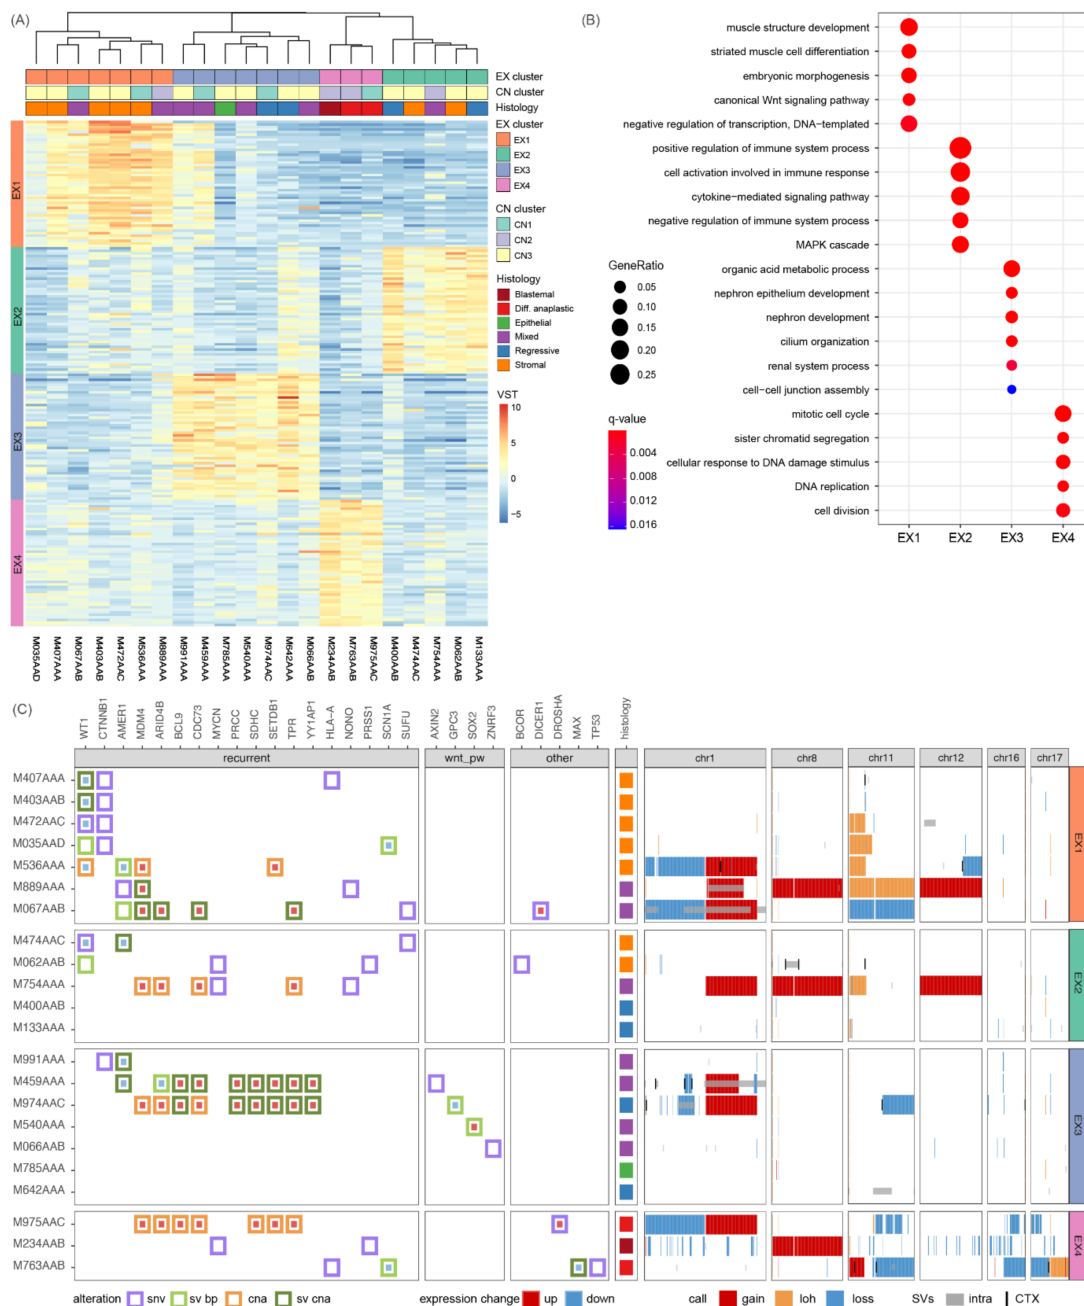 (A)
EX cluster
CN cluster
Histology
EX1
EX2
EX3
EX4
EX cluster
EX1
EX2
EX3
EX4
CN cluster
CN1
CN2
CN3
Histology
Blastemal
Diff. anaplastic
Epithelial
Mixed
Regressive
Stromal
VST
10
5
0
−5
M035AAD
M407AAA
M067AAB
M403AAB
M472AAC
M536AAA
M889AAA
M991AAA
M459AAA
M785AAA
M540AAA
M974AAC
M642AAA
M066AAB
M234AAB
M763AAB
M975AAC
M400AAB
M474AAC
M754AAA
M062AAB
M133AAA
(B)
muscle structure development
striated muscle cell differentiation
embryonic morphogenesis
canonical Wnt signaling pathway
negative regulation of transcription, DNA-templated
positive regulation of immune system process
cell activation involved in immune response
cytokine-mediated signaling pathway
negative regulation of immune system process
MAPK cascade
organic acid metabolic process
nephron epithelium development
nephron development
cilium organization
renal system process
cell-cell junction assembly
mitotic cell cycle
sister chromatid segregation
cellular response to DNA damage stimulus
DNA replication
cell division
EX1 EX2 EX3 EX4
GeneRatio
0.05
0.10
0.15
0.20
0.25
q-value
0.004
0.008
0.012
0.016
(C)
WT1
CTNNB1
AMER1
MDM4
ARID4B
BCL9
CDC73
MYCN
PRCC
SDHC
SETDB1
TPR
YY1AP1
HLA-A
NONO
PRSS1
SCN1A
SUFU
AXIN2
GPC3
SOX2
ZNRF3
BCOR
DICER1
DROSHA
MAX
TP53
histology
recurrent wnt_pw other chr1 chr8 chr11 chr12 chr16 chr17
M407AAA
M403AAB
M472AAC
M035AAD
M536AAA
M889AAA
M067AAB
EX1
M474AAC
M062AAB
M754AAA
M400AAB
M133AAA
EX2
M991AAA
M459AAA
M974AAC
M540AAA
M066AAB
M785AAA
M642AAA
EX3
M975AAC
M234AAB
M763AAB
EX4
alteration snv sv bp cna sv cna expression change up down call gain loh loss SVs intra CTX